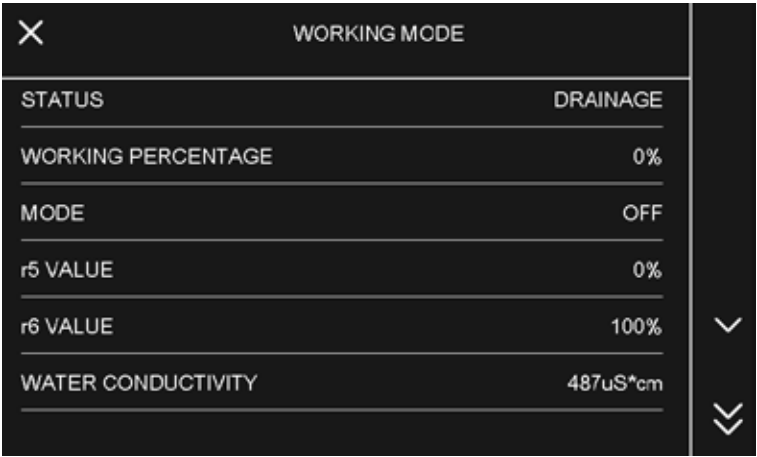 WORKING MODE
STATUS DRAINAGE
WORKING PERCENTAGE 0%
MODE OFF
r5 VALUE 0%
r6 VALUE 100%
WATER CONDUCTIVITY 487uS*cm